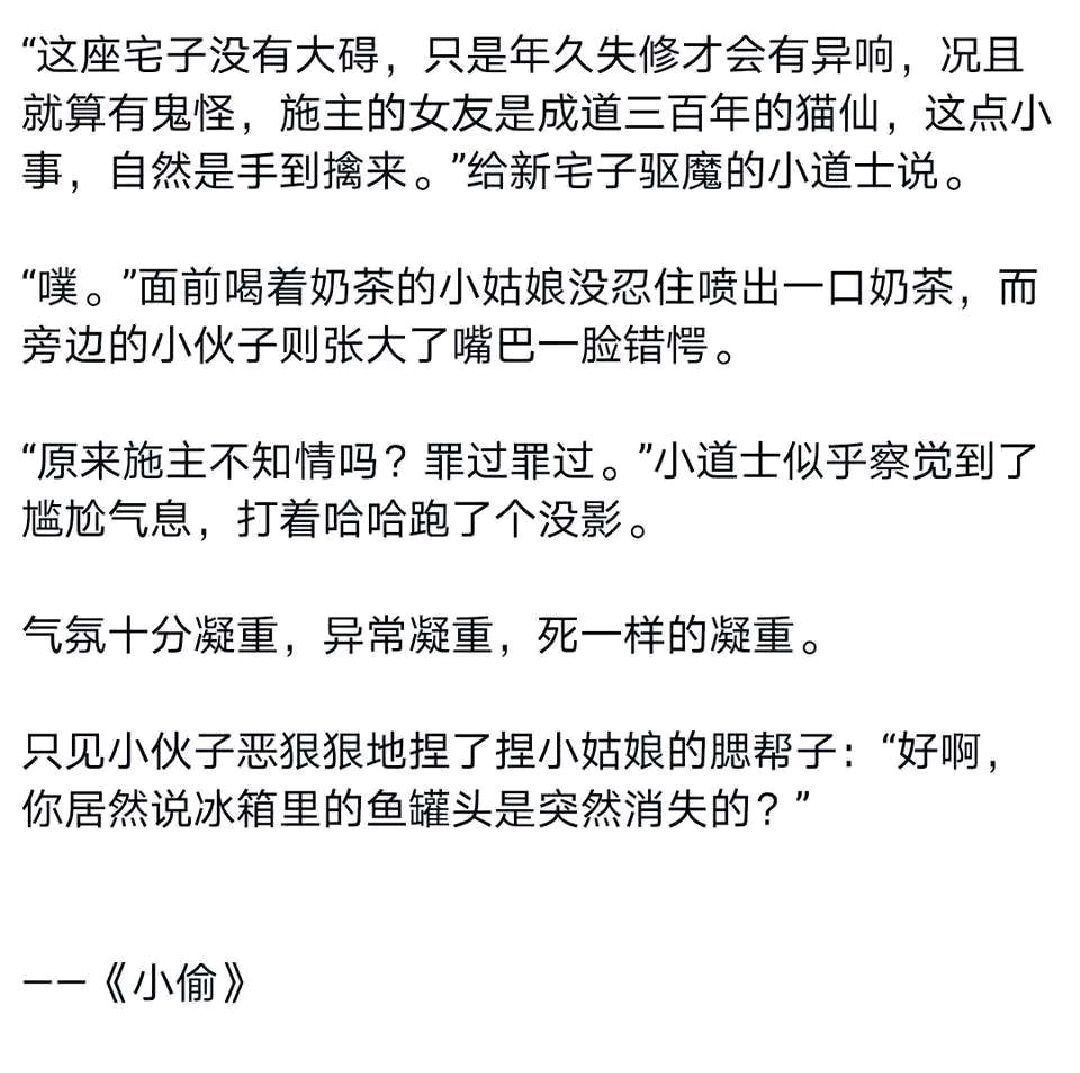 “这座宅子没有大碍，只是年久失修才会有异响，况且
就算有鬼怪，施主的女友是成道三百年的猫仙，这点小
事，自然是手到擒来。”给新宅子驱魔的小道士说。
“噗。”面前喝着奶茶的小姑娘没忍住喷出一口奶茶，而
旁边的小伙子则张大了嘴巴一脸错愕。
“原来施主不知情吗？罪过罪过。”小道士似乎察觉到了
尴尬气息，打着哈哈跑了个没影。
气氛十分凝重，异常凝重，死一样的凝重。
只见小伙子恶狠狠地捏了捏小姑娘的腮帮子：“好啊，
你居然说冰箱里的鱼罐头是突然消失的？”
——《小偷》